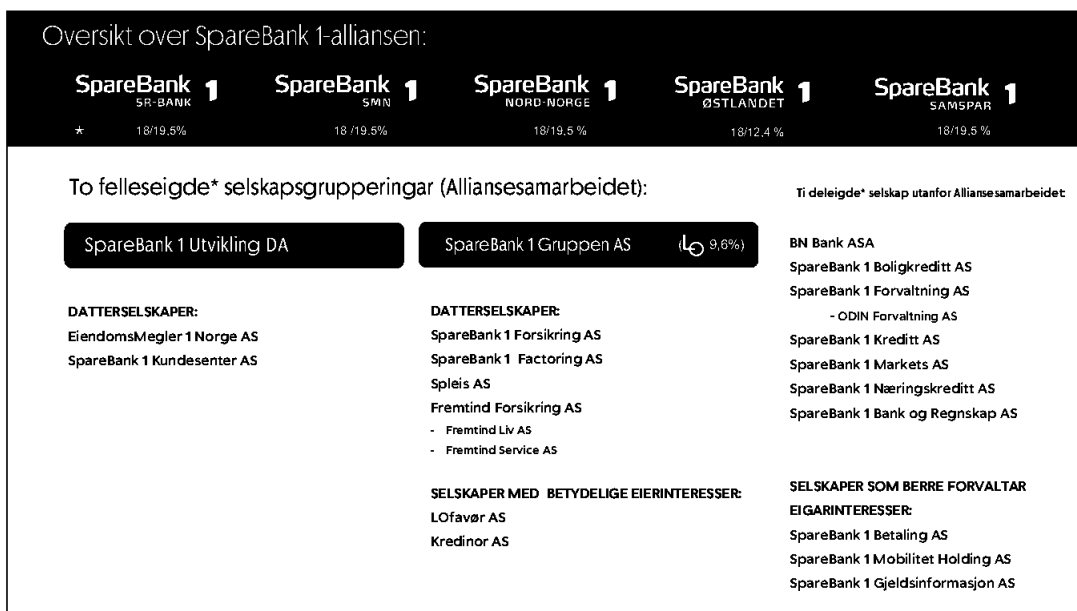 Oversikt over SpareBank 1-alliansen:
SpareBank 1
SR-BANK
SpareBank 1
SMN
SpareBank 1
NORD-NORGE
SpareBank 1
ØSTLANDET
SpareBank 1
SAMSPAR
* 18/19,5% 18 /19.5% 18/19,5 % 18/12,4 % 18/19,5 %
To felleseigde* selskapsgrupperingar (Alliansesamarbeidet):
SpareBank 1 Utvikling DA
DATTERSELSKAPER:
EiendomsMegler 1 Norge AS
SpareBank 1 Kundesenter AS
SpareBank 1 Gruppen AS (LO 9,6%)
DATTERSELSKAPER:
SpareBank 1 Forsikring AS
SpareBank 1 Factoring AS
Spleis AS
Fremtind Forsikring AS
- Fremtind Liv AS
- Fremtind Service AS
SELSKAPER MED BETYDELIGE EIERINTERESSER:
LOfavør AS
Kredinor AS
Ti deleigde* selskap utanfor Alliansesamarbeidet:
BN Bank ASA
SpareBank 1 Boligkreditt AS
SpareBank 1 Forvaltning AS
- ODIN Forvaltning AS
SpareBank 1 Kreditt AS
SpareBank 1 Markets AS
SpareBank 1 Næringskreditt AS
SpareBank 1 Bank og Regnskap AS
SELSKAPER SOM BERRE FORVALTAR
EIGARINTERESSER:
SpareBank 1 Betaling AS
SpareBank 1 Mobilitet Holding AS
SpareBank 1 Gjeldsinformasjon AS